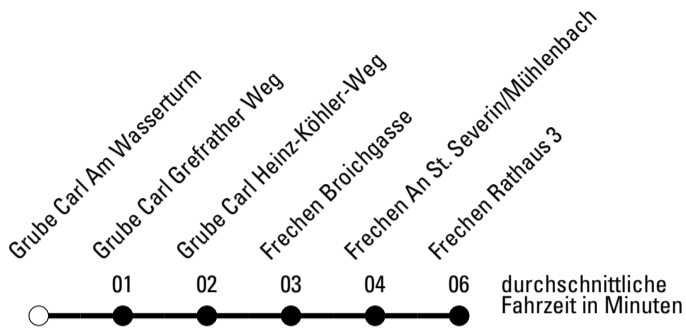 Grube Carl Am Wasserturm
Grube Carl Grefrather Weg
Grube Carl Heinz-Köhler-Weg
Frechen Broichgasse
Frechen An St. Severin/Mühlenbach
Frechen Rathaus 3
01 02 03 04 06
durchschnittliche
Fahrzeit in Minuten